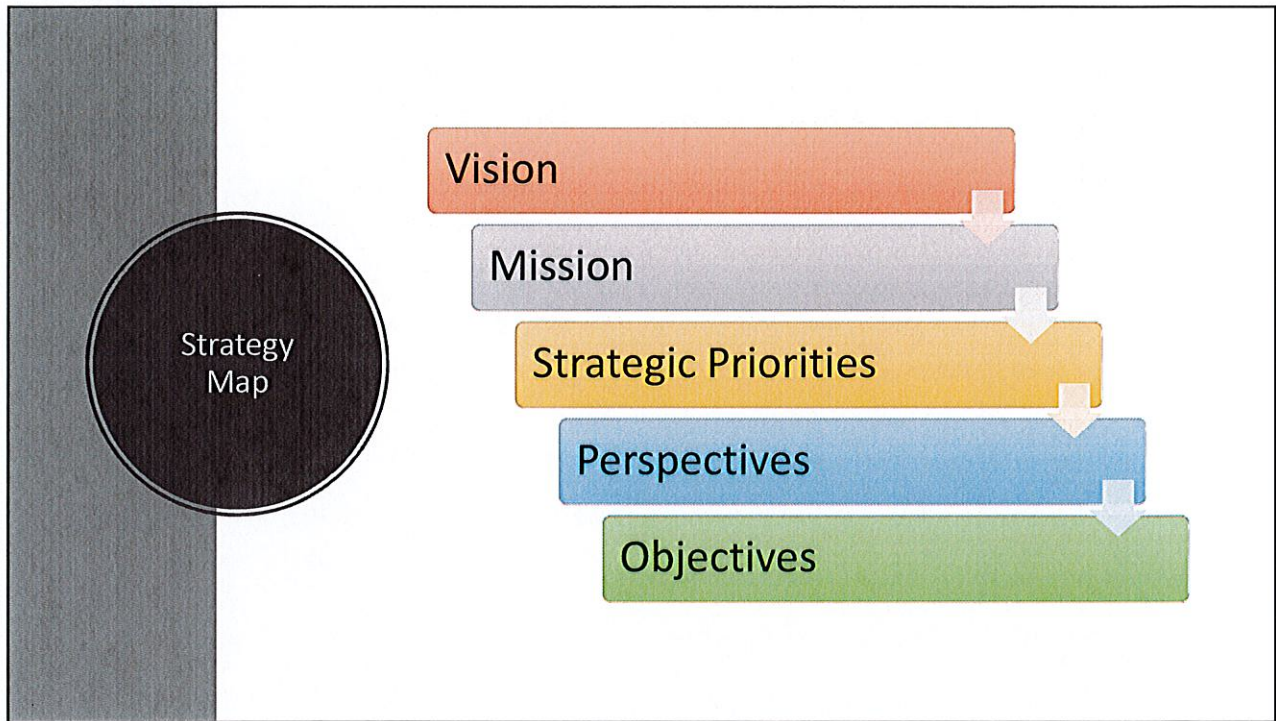 Strategy
Map
Vision
Mission
Strategic Priorities
Perspectives
Objectives